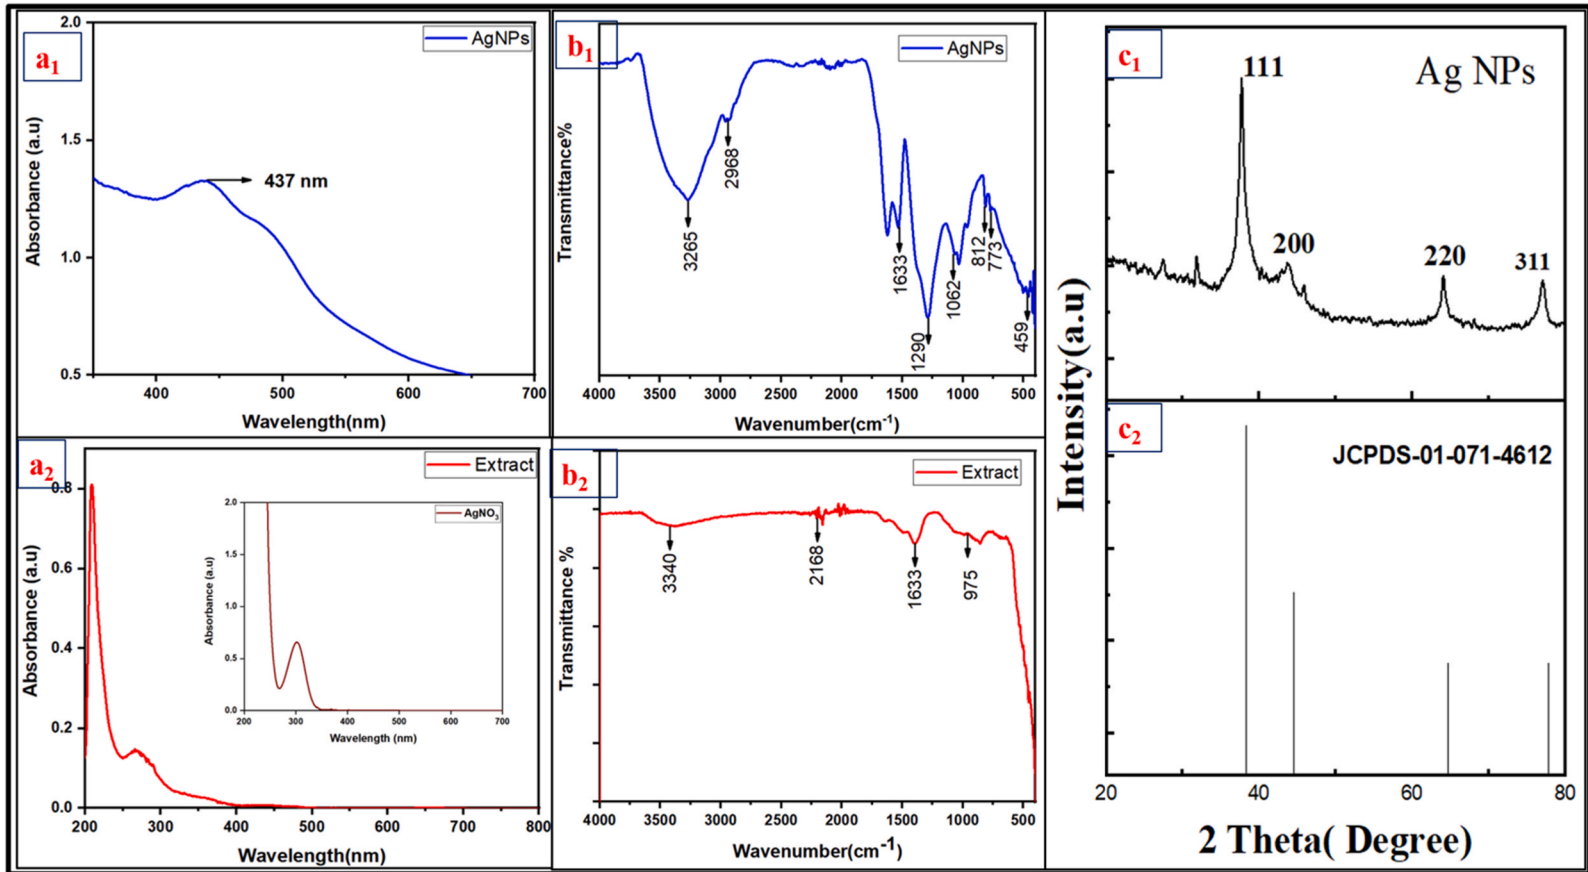 a1
AgNPs
437 nm
2.0
1.5
1.0
0.5
Absorbance (a.u)
400 500 600 700
Wavelength(nm)
b1
AgNPs
Transmittance%
3265
2968
1633
1290
1062
812
773
459
4000 3500 3000 2500 2000 1500 1000 500
Wavenumber(cm-1)
c1
Ag NPs
111
200
220
311
a2
Extract
0.8
0.6
0.4
0.2
0.0
Absorbance (a.u)
200 300 400 500 600 700 800
Wavelength(nm)
AgNO3
2.0
1.5
1.0
0.5
0.0
Absorbance (a.u)
200 300 400 500 600 700
Wavelength (nm)
b2
Extract
Transmittance %
3340
2168
1633
975
4000 3500 3000 2500 2000 1500 1000 500
Wavenumber(cm-1)
c2
JCPDS-01-071-4612
Intensity(a.u)
20 40 60 80
2 Theta( Degree)